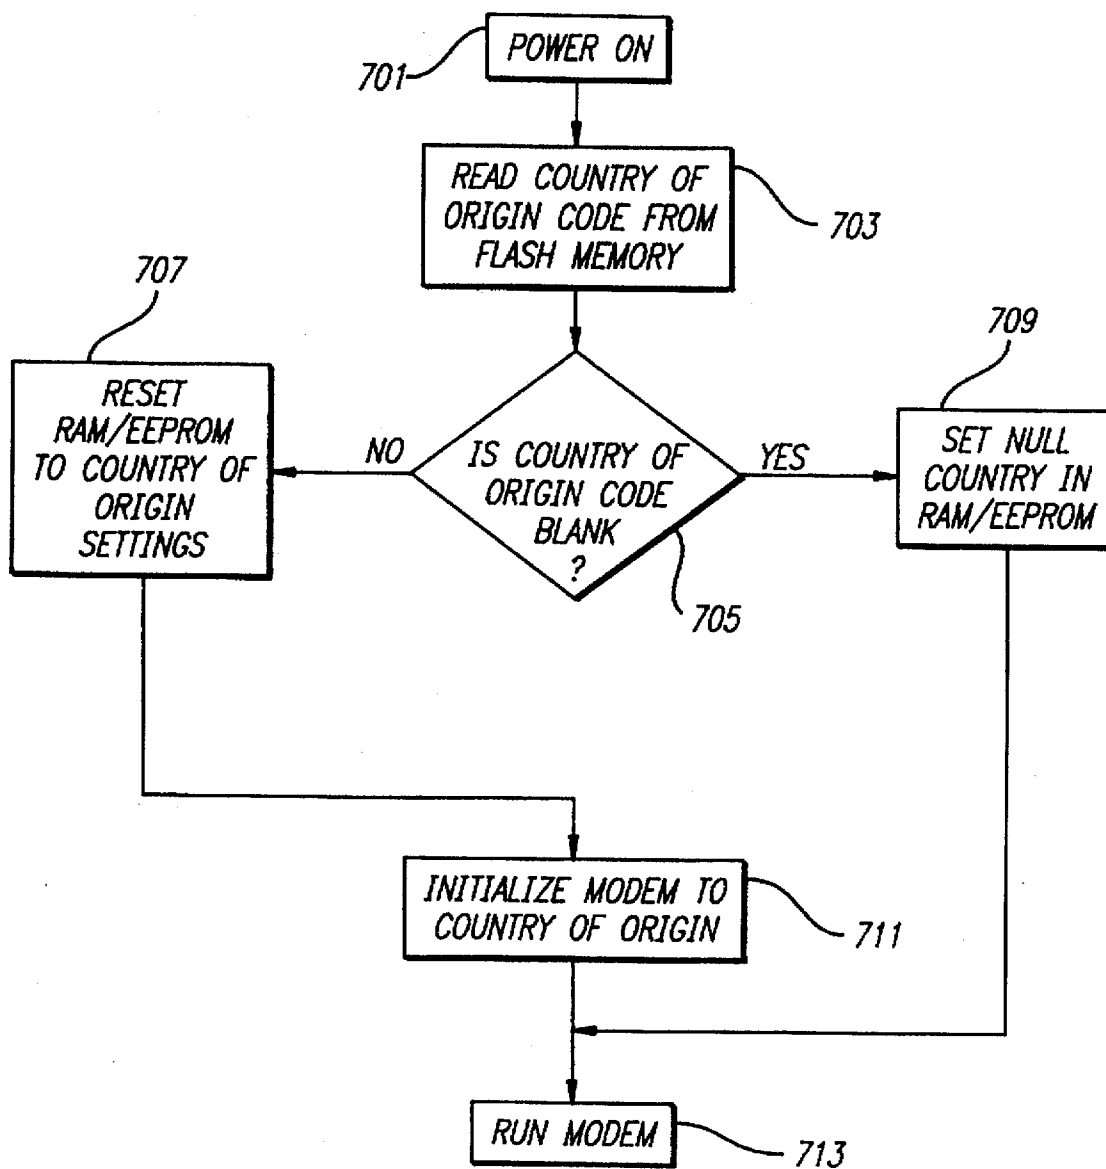 POWER ON
701
READ COUNTRY OF
ORIGIN CODE FROM
FLASH MEMORY
703
707
RESET
RAM/EEPROM
TO COUNTRY OF
ORIGIN
SETTINGS
NO
IS COUNTRY OF
ORIGIN CODE
BLANK
?
705
YES
709
SET NULL
COUNTRY IN
RAM/EEPROM
INITIALIZE MODEM TO
COUNTRY OF ORIGIN
711
RUN MODEM
713